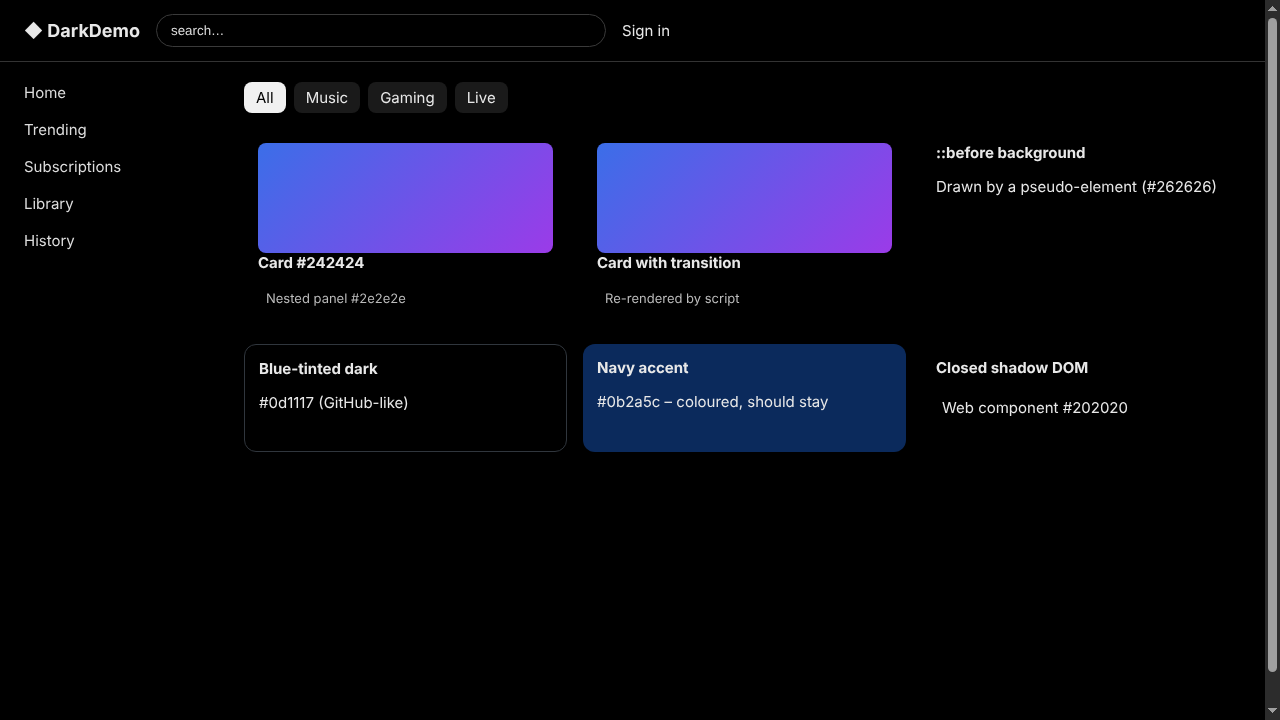 ◆ DarkDemo
search…
Sign in
Home
Trending
Subscriptions
Library
History
All
Music
Gaming
Live
Card #242424
Nested panel #2e2e2e
Card with transition
Re-rendered by script
::before background
Drawn by a pseudo-element (#262626)
Blue-tinted dark
#0d1117 (GitHub-like)
Navy accent
#0b2a5c – coloured, should stay
Closed shadow DOM
Web component #202020